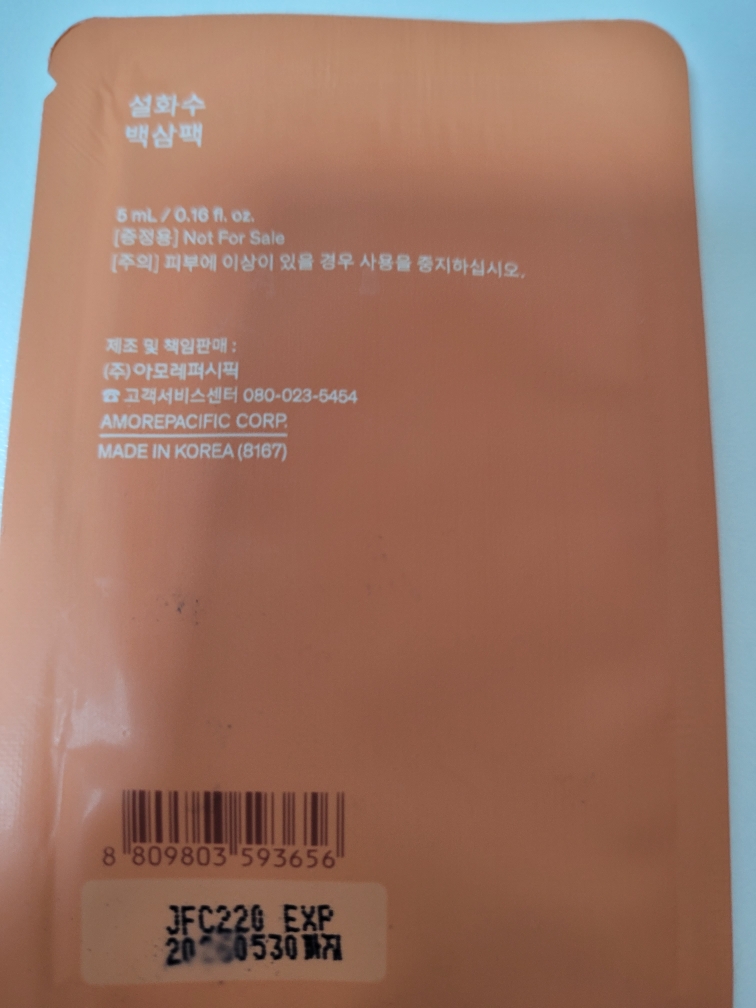 설화수
백삼팩
5 mL / 0.16 fl. oz.
[증정용] Not For Sale
[주의] 피부에 이상이 있을 경우 사용을 중지하십시오.
제조 및 책임판매 :
(주)아모레퍼시픽
☎ 고객서비스센터 080-023-5454
AMOREPACIFIC CORP.
MADE IN KOREA (8167)
8 809803 593656
JFC220 EXP
까지